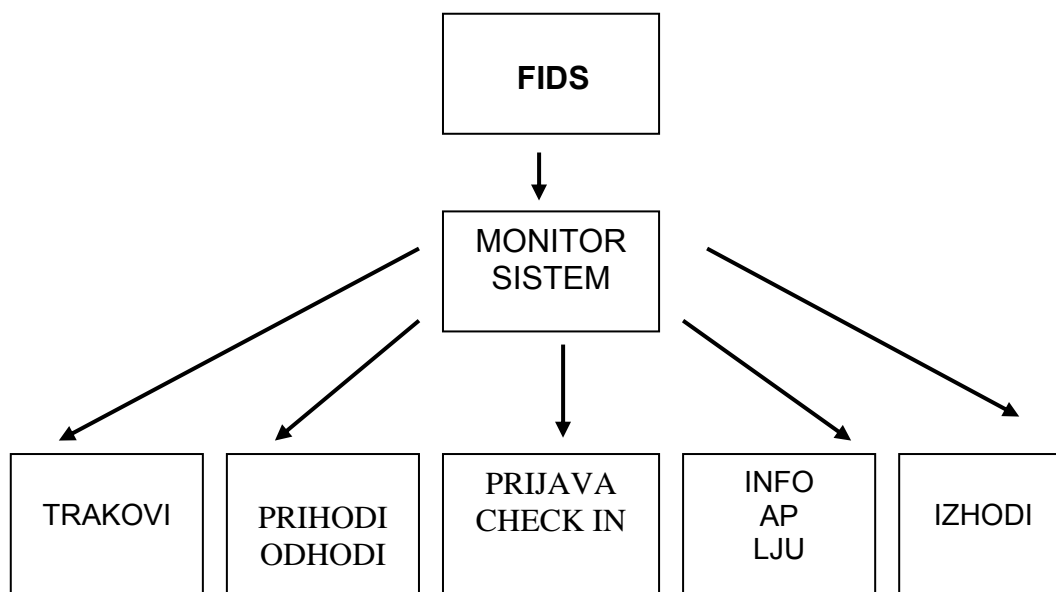 FIDS
MONITOR
SISTEM
TRAKOVI
PRIHODI
ODHODI
PRIJAVA
CHECK IN
INFO
AP
LJU
IZHODI